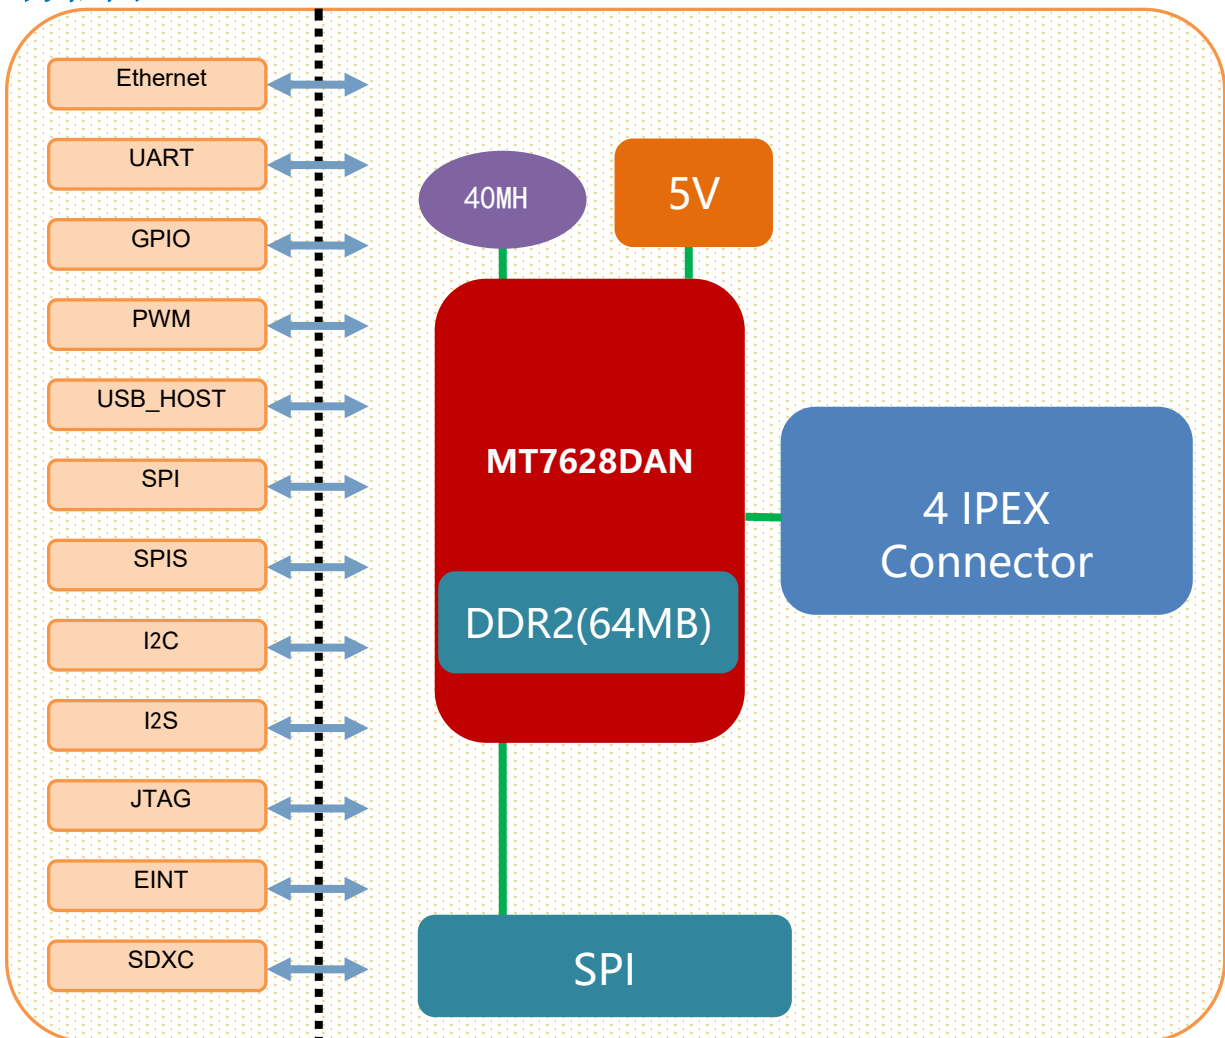 Ethernet
UART
GPIO
PWM
USB_HOST
SPI
SPIS
I2C
I2S
JTAG
EINT
SDXC
40MH
5V
MT7628DAN
DDR2(64MB)
4 IPEX
Connector
SPI